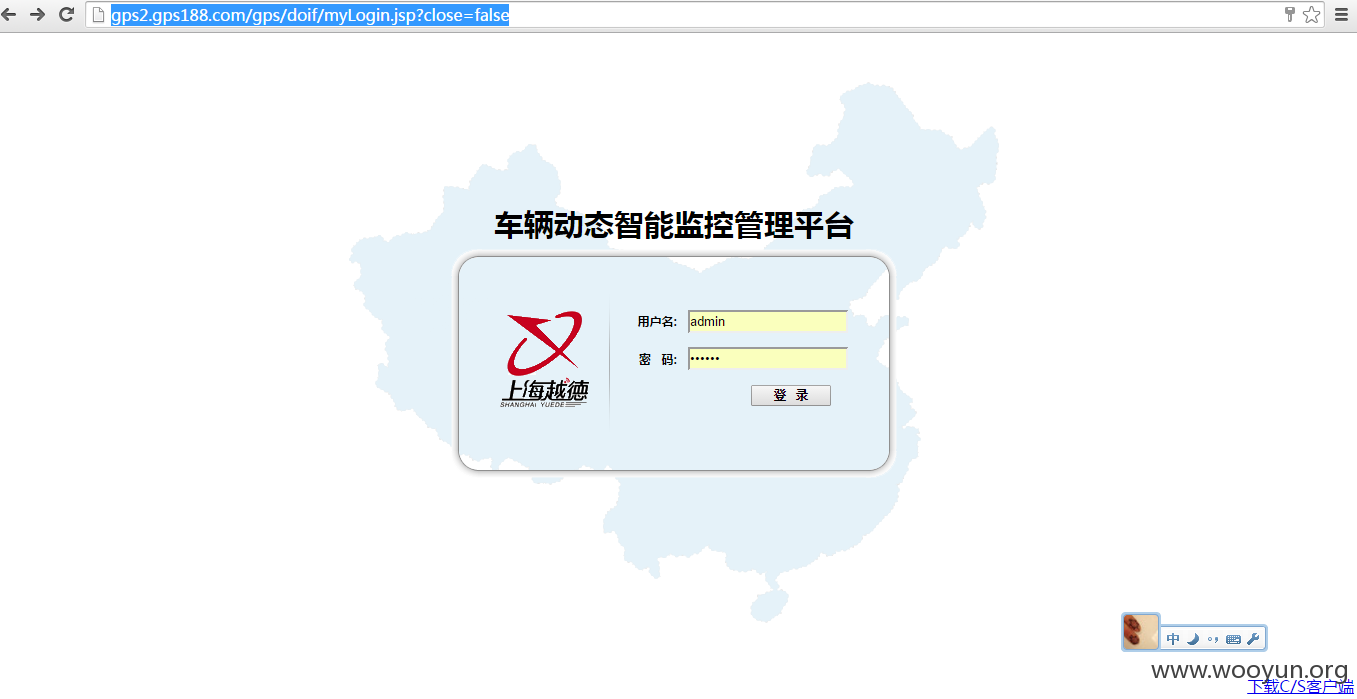 gps2.gps188.com/gps/doif/myLogin.jsp?close=false
车辆动态智能监控管理平台
用户名: admin
密 码: ••••••
登 录
上海越德
SHANGHAI YUEDE
中
www.wooyun.org
下载C/S客户端